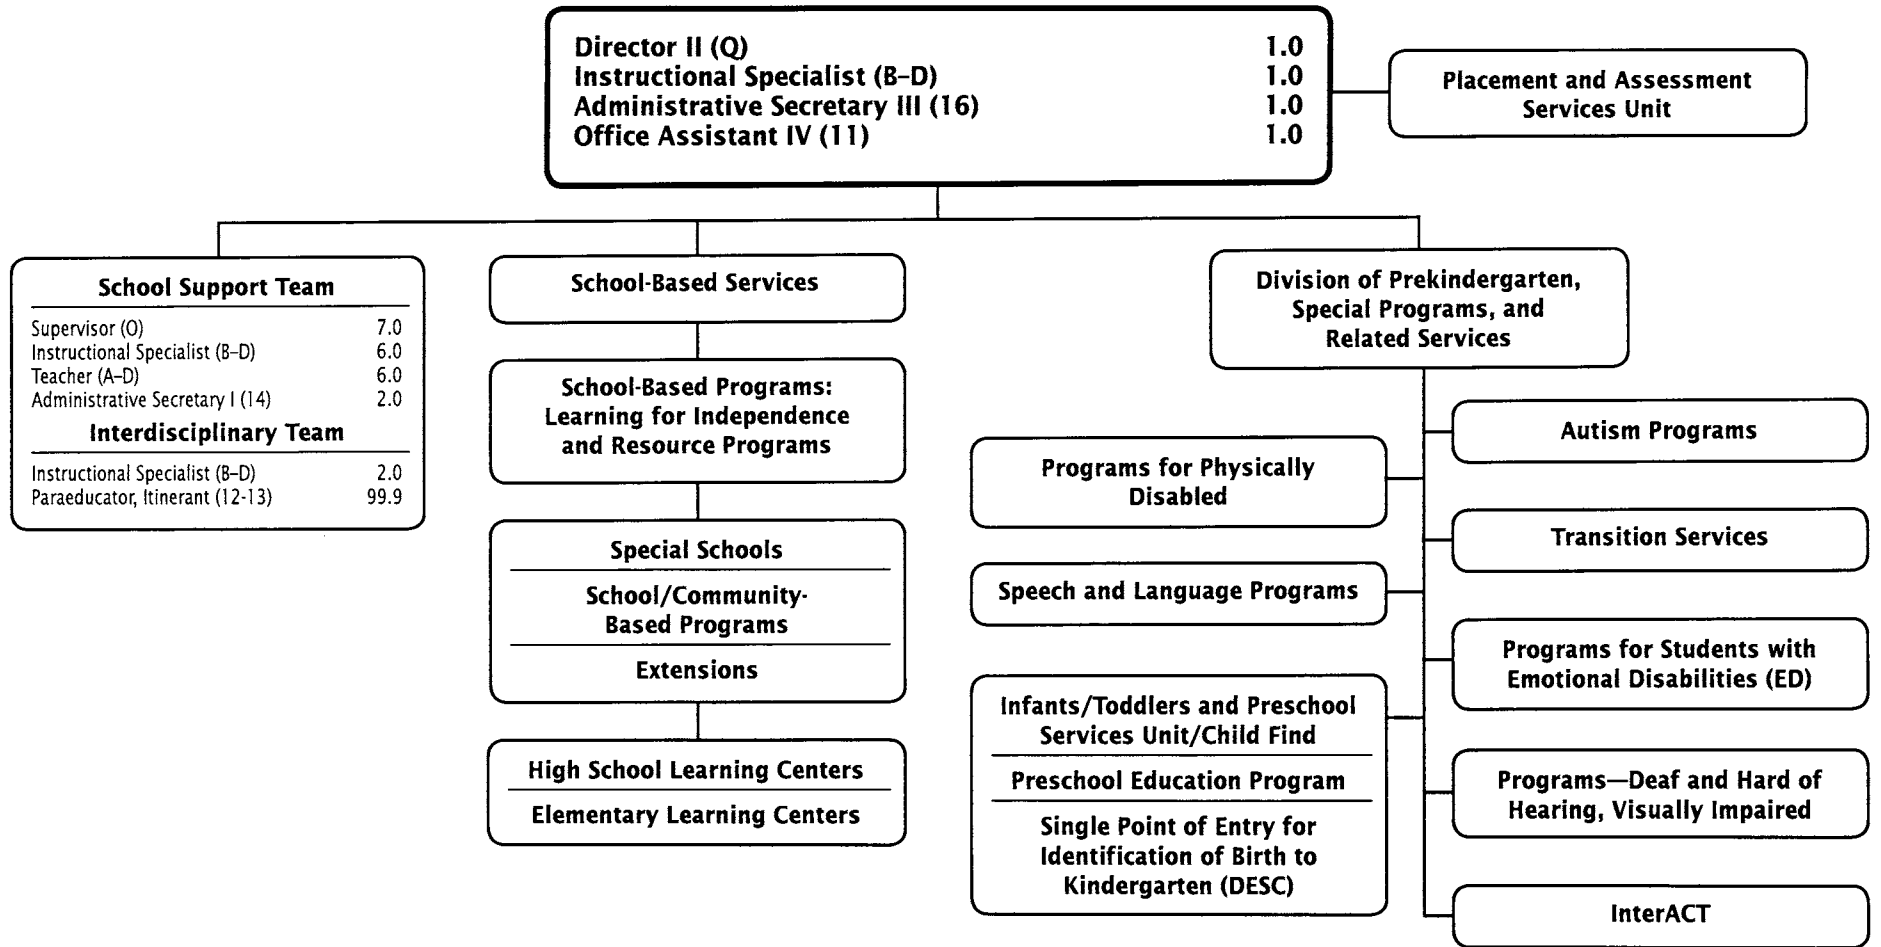 Director II (Q) 1.0
Instructional Specialist (B–D) 1.0
Administrative Secretary III (16) 1.0
Office Assistant IV (11) 1.0
Placement and Assessment
Services Unit
School Support Team
Supervisor (O) 7.0
Instructional Specialist (B–D) 6.0
Teacher (A–D) 6.0
Administrative Secretary I (14) 2.0
Interdisciplinary Team
Instructional Specialist (B–D) 2.0
Paraeducator, Itinerant (12-13) 99.9
School-Based Services
School-Based Programs:
Learning for Independence
and Resource Programs
Special Schools
School/Community-
Based Programs
Extensions
High School Learning Centers
Elementary Learning Centers
Division of Prekindergarten,
Special Programs, and
Related Services
Programs for Physically
Disabled
Speech and Language Programs
Infants/Toddlers and Preschool
Services Unit/Child Find
Preschool Education Program
Single Point of Entry for
Identification of Birth to
Kindergarten (DESC)
Autism Programs
Transition Services
Programs for Students with
Emotional Disabilities (ED)
Programs—Deaf and Hard of
Hearing, Visually Impaired
InterACT